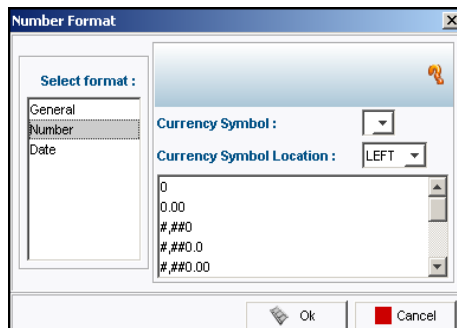 Number Format
Select format :
General
Number
Date
Currency Symbol :
Currency Symbol Location :
LEFT
0
0.00
#,##0
#,##0.0
#,##0.00
Ok
Cancel